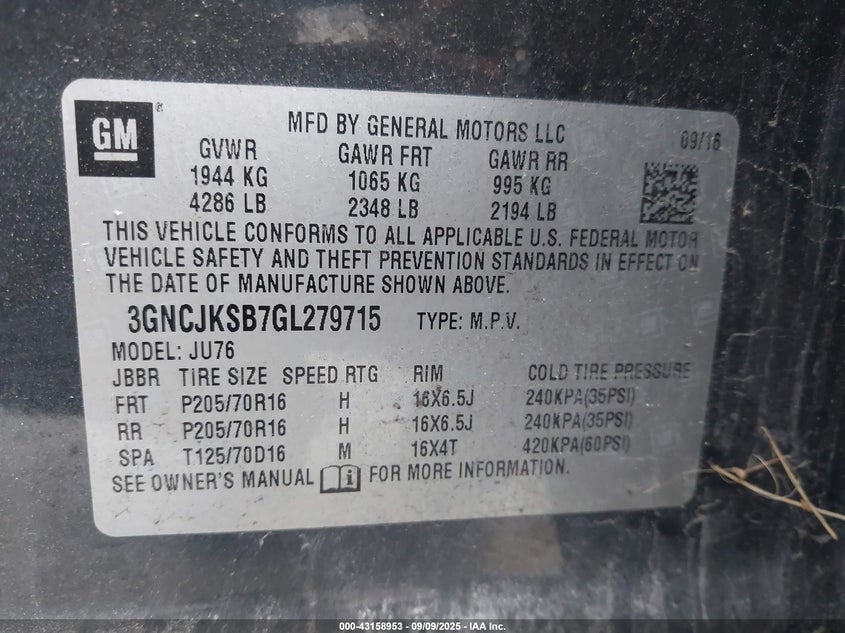 GM ®
MFD BY GENERAL MOTORS LLC 09/16
GVWR GAWR FRT GAWR RR
1944 KG 1065 KG 995 KG
4286 LB 2348 LB 2194 LB
THIS VEHICLE CONFORMS TO ALL APPLICABLE U.S. FEDERAL MOTOR
VEHICLE SAFETY AND THEFT PREVENTION STANDARDS IN EFFECT ON
THE DATE OF MANUFACTURE SHOWN ABOVE.
3GNCJKSB7GL279715 TYPE: M.P.V.
MODEL: JU76
JBBR TIRE SIZE SPEED RTG RIM COLD TIRE PRESSURE
FRT P205/70R16 H 16X6.5J 240KPA(35PSI)
RR P205/70R16 H 16X6.5J 240KPA(35PSI)
SPA T125/70D16 M 16X4T 420KPA(60PSI)
SEE OWNER'S MANUAL i FOR MORE INFORMATION.
000-43158953 - 09/09/2025 - IAA Inc.